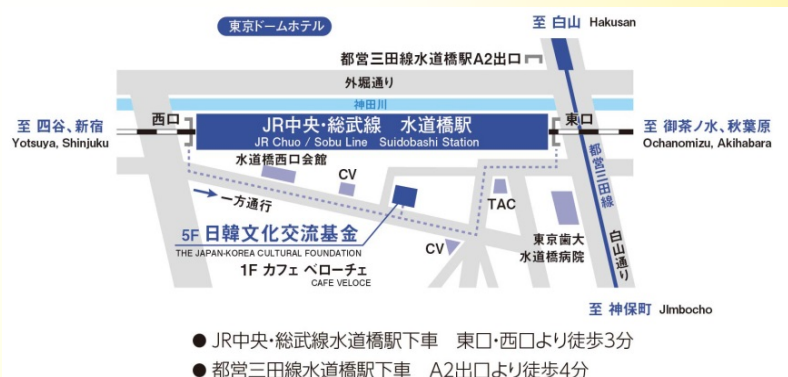 東京ドームホテル
至 白山 Hakusan
都営三田線水道橋駅A2出口
外堀通り
神田川
至 四谷、新宿
Yotsuya, Shinjuku
西口
JR中央・総武線 水道橋駅
JR Chuo / Sobu Line Suidobashi Station
東口
至 御茶ノ水、秋葉原
Ochanomizu, Akihabara
水道橋西口会館
CV
一方通行
都営三田線
TAC
5F 日韓文化交流基金
THE JAPAN-KOREA CULTURAL FOUNDATION
1F カフェ ベローチェ
CAFE VELOCE
CV
東京歯大
水道橋病院
白山通り
至 神保町 JImbocho
● JR中央・総武線水道橋駅下車 東口・西口より徒歩3分
● 都営三田線水道橋駅下車 A2出口より徒歩4分